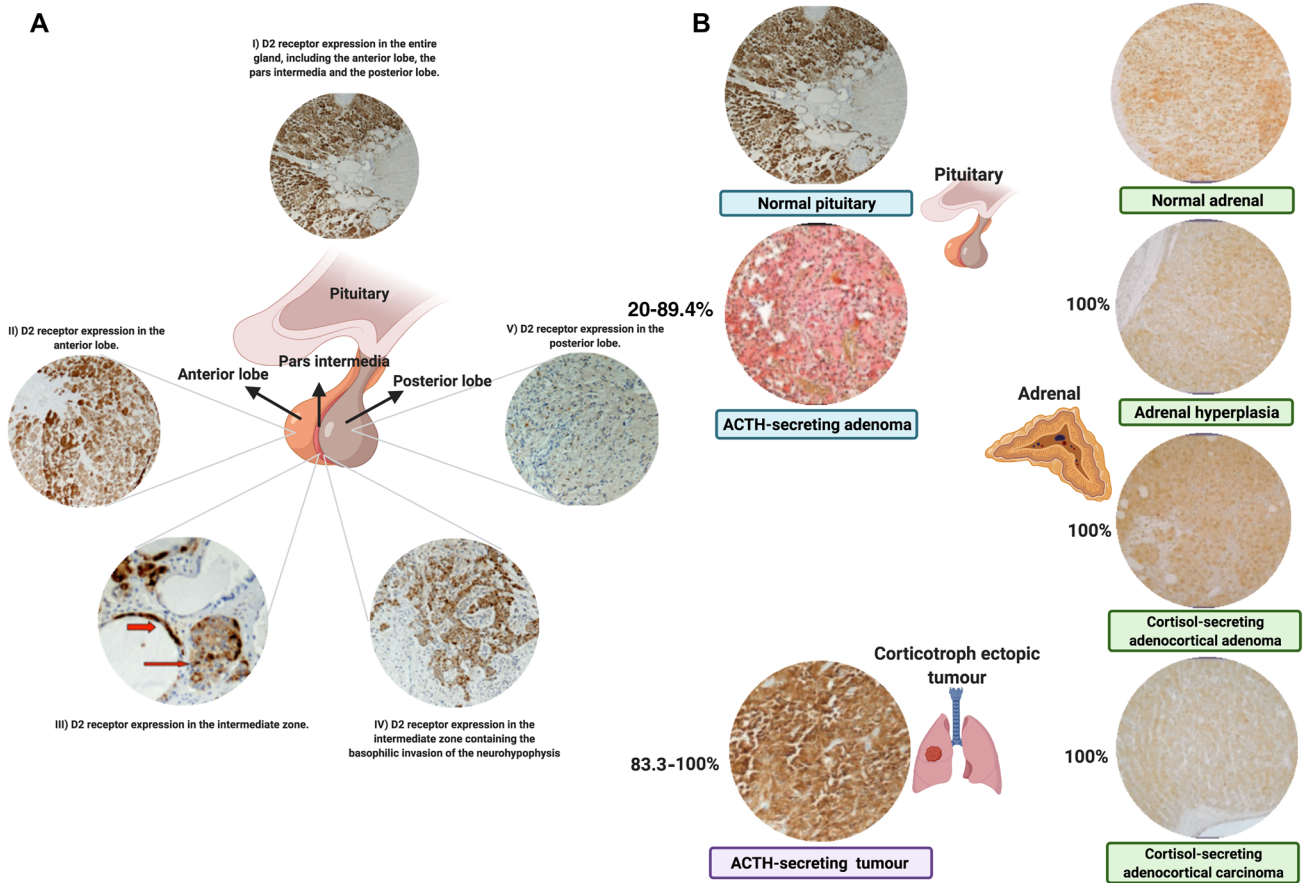 A
I) D2 receptor expression in the entire
gland, including the anterior lobe, the
pars intermedia and the posterior lobe.
Pituitary
II) D2 receptor expression in the
anterior lobe.
V) D2 receptor expression in the
posterior lobe.
Anterior lobe
Pars intermedia
Posterior lobe
III) D2 receptor expression in the intermediate zone.
IV) D2 receptor expression in the
intermediate zone containing the
basophilic invasion of the neurohypophysis
B
Normal pituitary
Pituitary
Normal adrenal
20-89.4%
ACTH-secreting adenoma
100%
Adrenal hyperplasia
Adrenal
100%
Cortisol-secreting
adenocortical adenoma
Corticotroph ectopic
tumour
83.3-100%
ACTH-secreting tumour
100%
Cortisol-secreting
adenocortical carcinoma